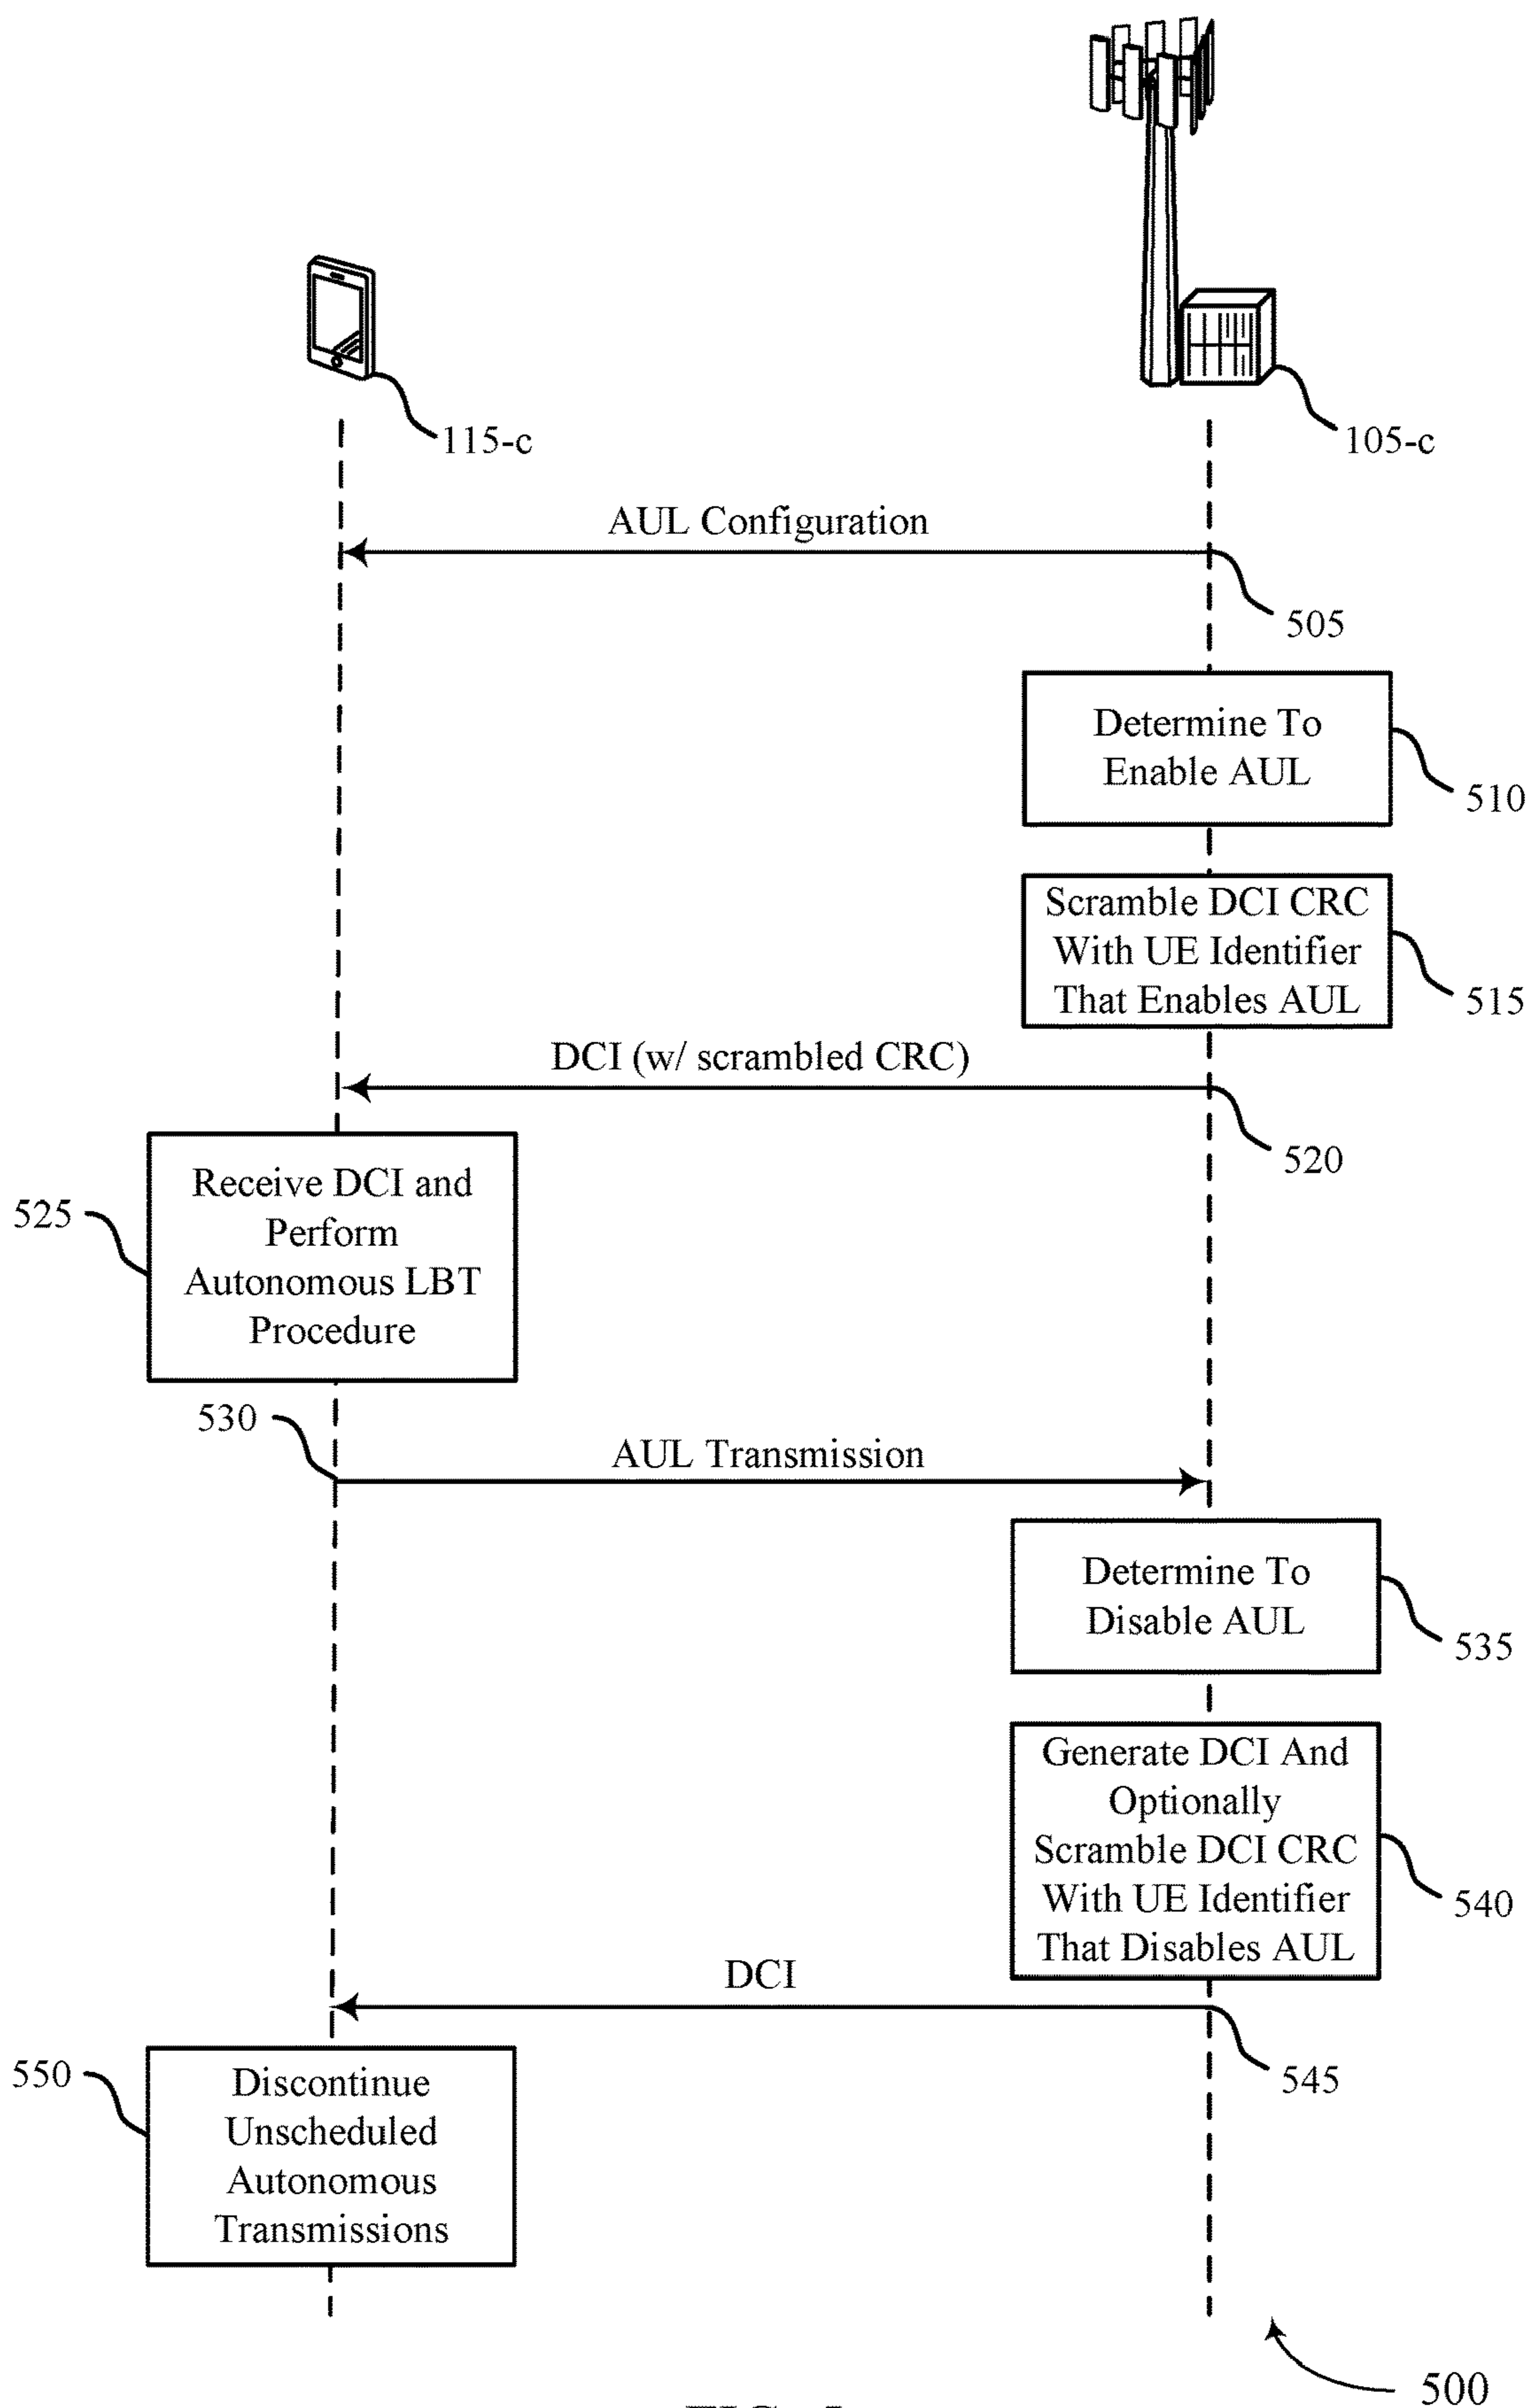 115-c
105-c
AUL Configuration
505
Determine To
Enable AUL
510
Scramble DCI CRC
With UE Identifier
That Enables AUL
515
DCI (w/ scrambled CRC)
520
Receive DCI and
Perform
Autonomous LBT
Procedure
525
530
AUL Transmission
Determine To
Disable AUL
535
Generate DCI And
Optionally
Scramble DCI CRC
With UE Identifier
That Disables AUL
540
DCI
545
550
Discontinue
Unscheduled
Autonomous
Transmissions
500